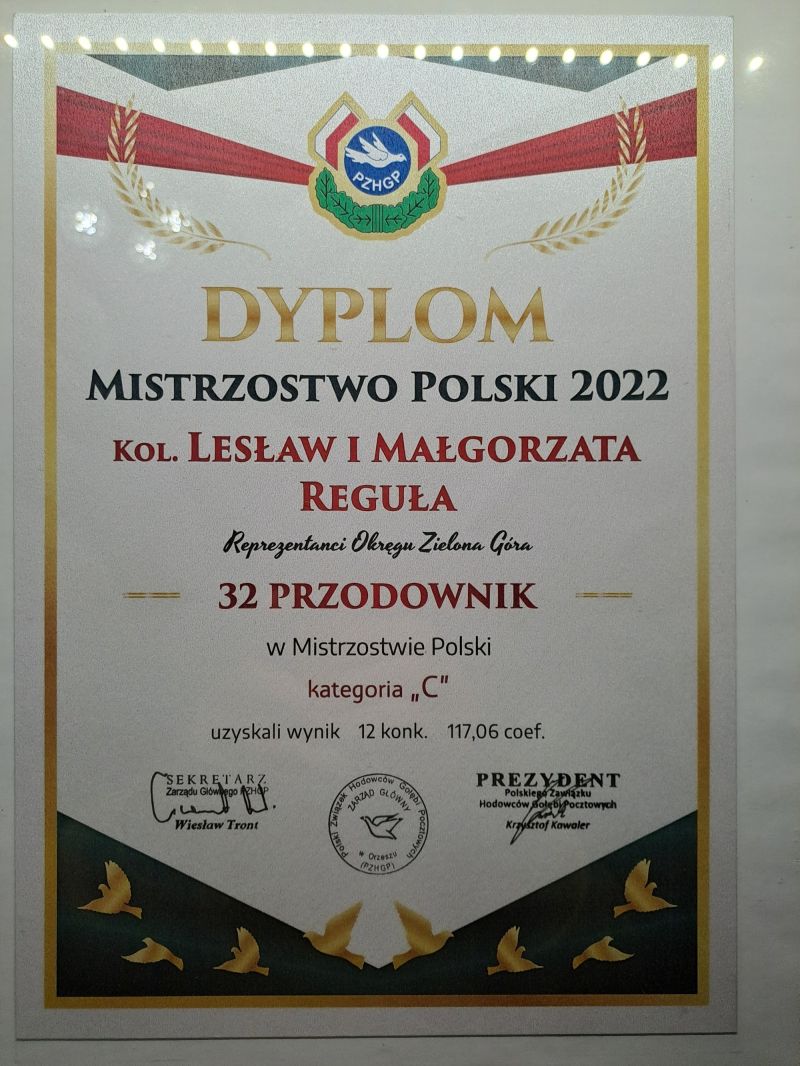 PZHGP
DYPLOM
MISTRZOSTWO POLSKI 2022
KOL. LESŁAW I MAŁGORZATA
REGUŁA
Reprezentanci Okręgu Zielona Góra
32 PRZODOWNIK
w Mistrzostwie Polski
kategoria „C”
uzyskali wynik 12 konk. 117,06 coef.
SEKRETARZ
Zarządu Głównego PZHGP
Wiesław Tront
Polski Związek Hodowców Gołębi Pocztowych
ZARZĄD GŁÓWNY
w Orzeszu
(PZHGP)
PREZYDENT
Polskiego Związku
Hodowców Gołębi Pocztowych
Krzysztof Kawaler